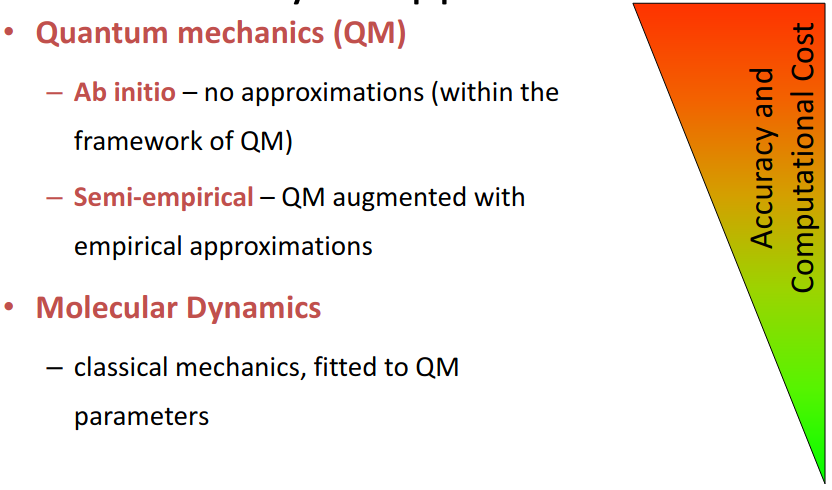 • Quantum mechanics (QM)
– Ab initio – no approximations (within the
framework of QM)
– Semi-empirical – QM augmented with
empirical approximations
• Molecular Dynamics
– classical mechanics, fitted to QM
parameters
Accuracy and
Computational Cost